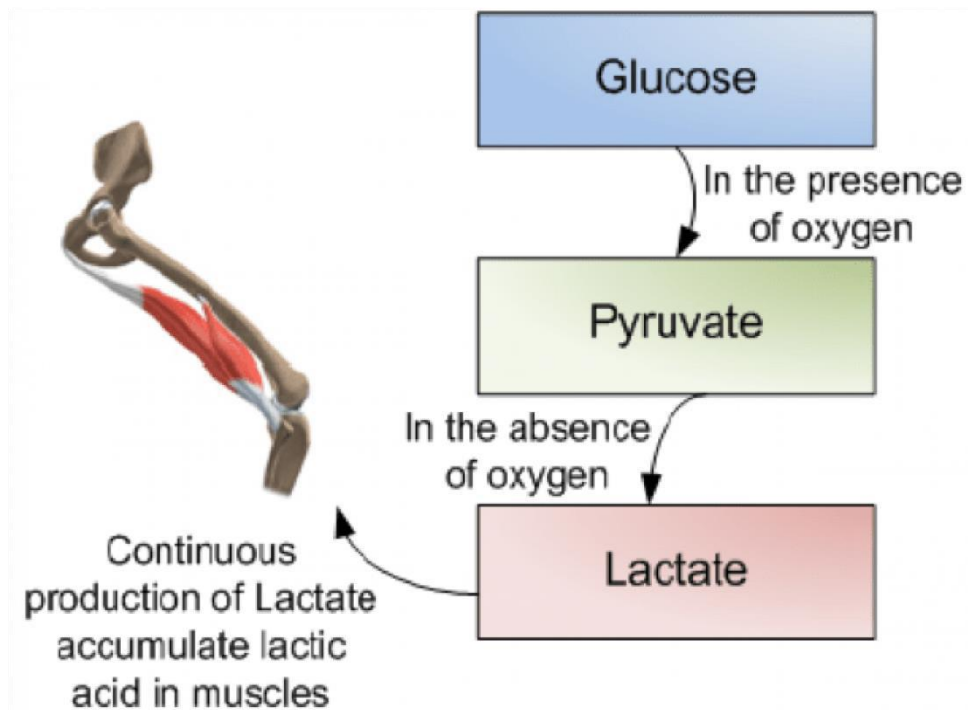 Glucose
In the presence
of oxygen
Pyruvate
In the absence
of oxygen
Lactate
Continuous
production of Lactate
accumulate lactic
acid in muscles